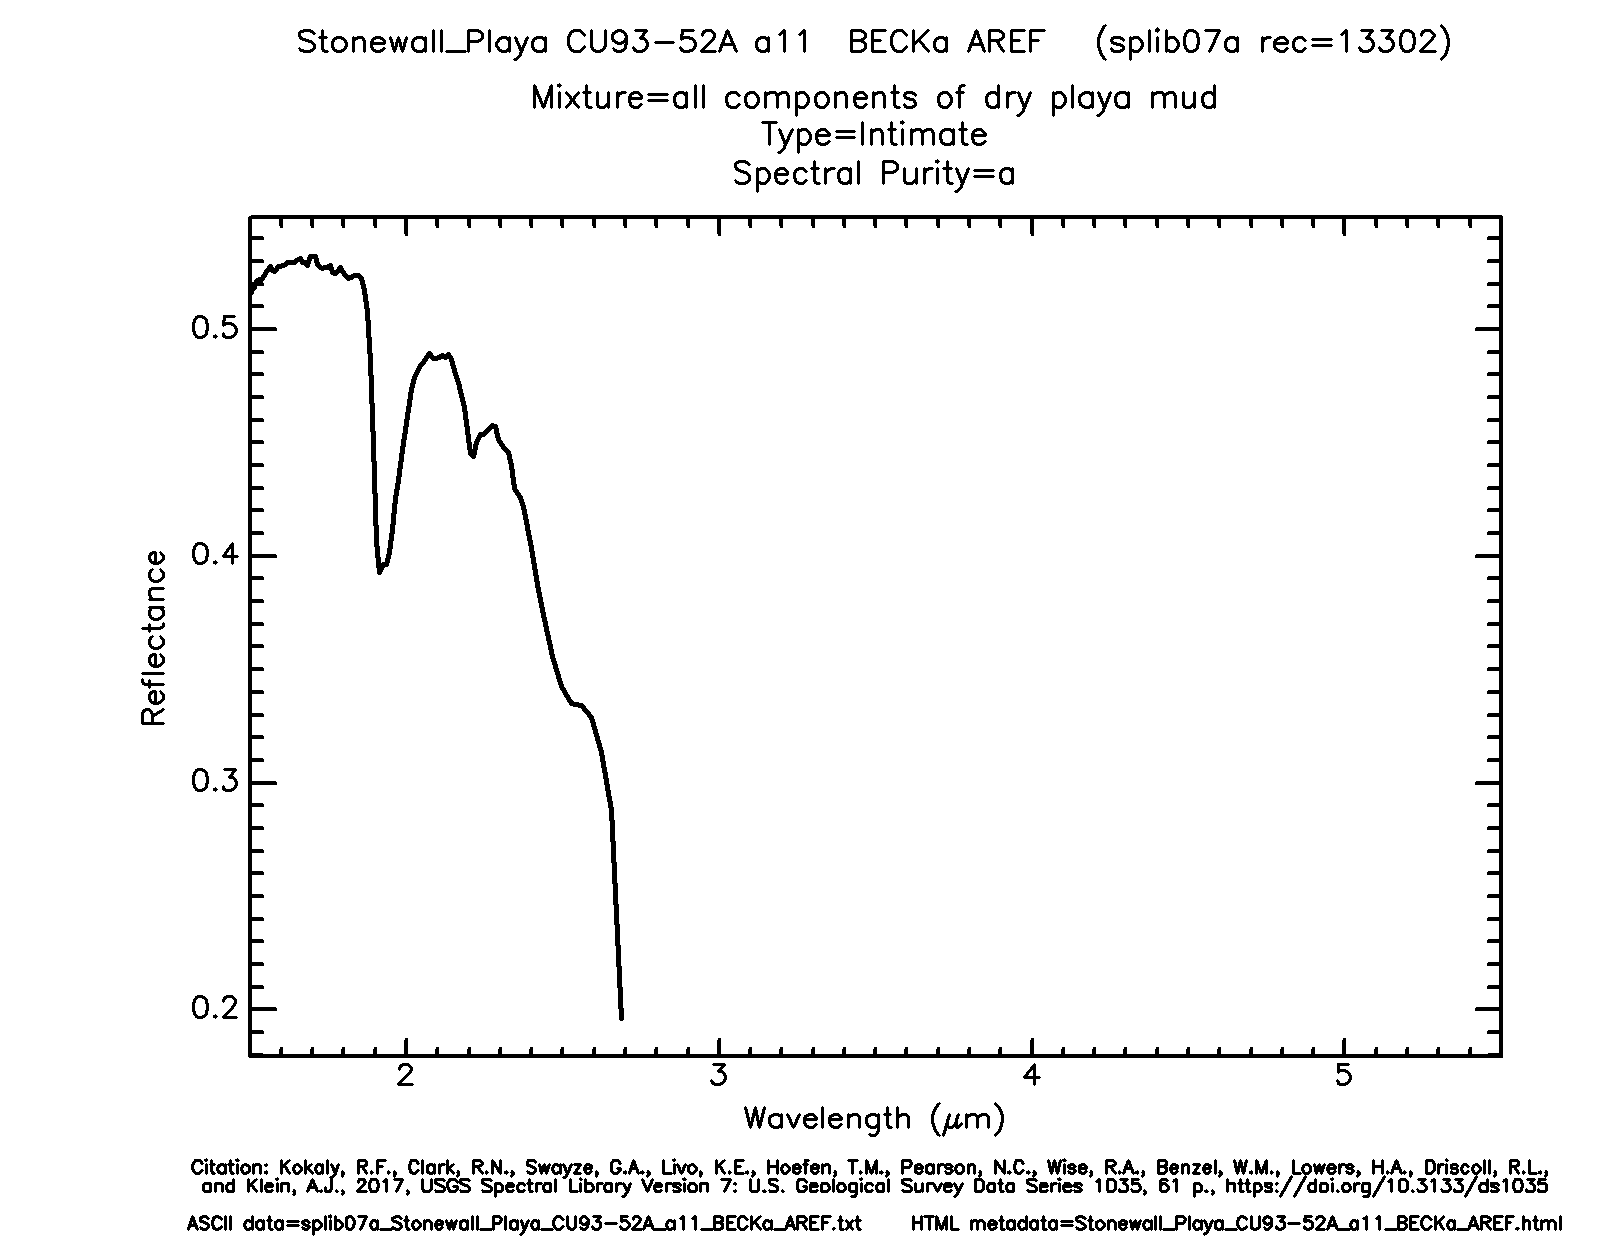 Stonewall_Playa CU93-52A a11 BECKa AREF (splib07a rec=13302)
Mixture=all components of dry playa mud
Type=Intimate
Spectral Purity=a
0.5
0.4
0.3
0.2
Reflectance
2 3 4 5
Wavelength (μm)
Citation: Kokaly, R.F., Clark, R.N., Swayze, G.A., Livo, K.E., Hoefen, T.M., Pearson, N.C., Wise, R.A., Benzel, W.M., Lowers, H.A., Driscoll, R.L.,
and Klein, A.J., 2017, USGS Spectral Library Version 7: U.S. Geological Survey Data Series 1035, 61 p., https://doi.org/10.3133/ds1035
ASCII data=splib07a_Stonewall_Playa_CU93-52A_a11_BECKa_AREF.txt HTML metadata=Stonewall_Playa_CU93-52A_a11_BECKa_AREF.html